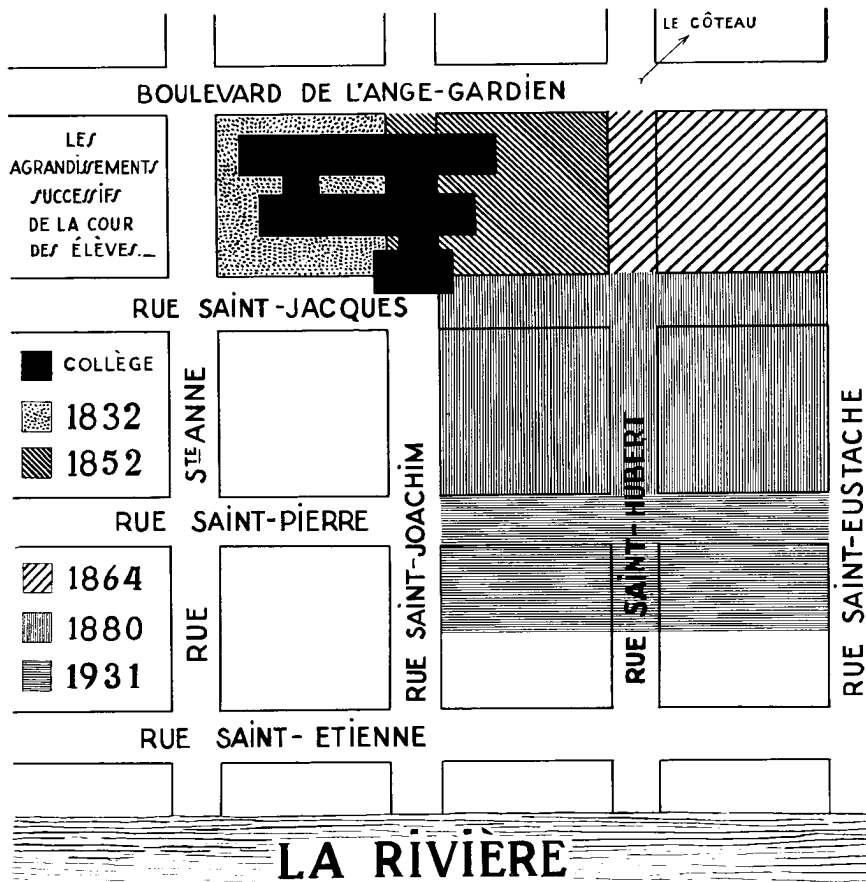 LE CÔTEAU
BOULEVARD DE L'ANGE-GARDIEN
LES
AGRANDISSEMENTS
SUCCESSIFS
DE LA COUR
DES ÉLÈVES._
RUE SAINT-JACQUES
COLLÈGE
1832
1852
STE ANNE
RUE
RUE SAINT-JOACHIM
RUE SAINT-HUBERT
RUE SAINT-EUSTACHE
RUE SAINT-PIERRE
1864
1880
1931
RUE SAINT-ETIENNE
LA RIVIÈRE